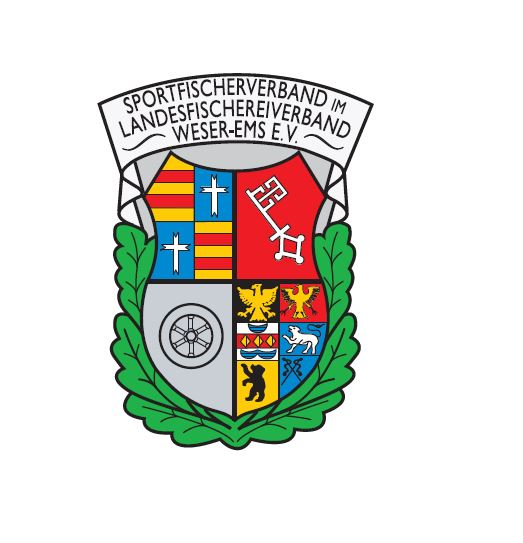 SPORTFISCHERVERBAND IM
LANDESFISCHEREIVERBAND
WESER-EMS E.V.